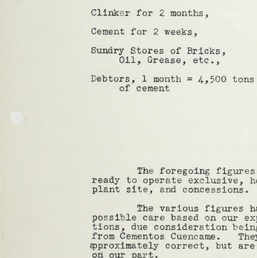 Clinker for 2 months,
Cement for 2 weeks,
Sundry Stores of Bricks,
Oil, Grease, etc.,
Debtors, 1 month = 4,500 tons
of cement
The foregoing figures
ready to operate exclusive,
plant site, and concessions.
The various figures
possible care based on our
tions, due consideration
from Cementos Cuencame.
approximately correct, but are
on our part.